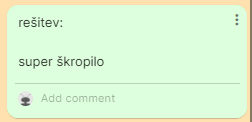 rešitev:
super škropilo
Add comment